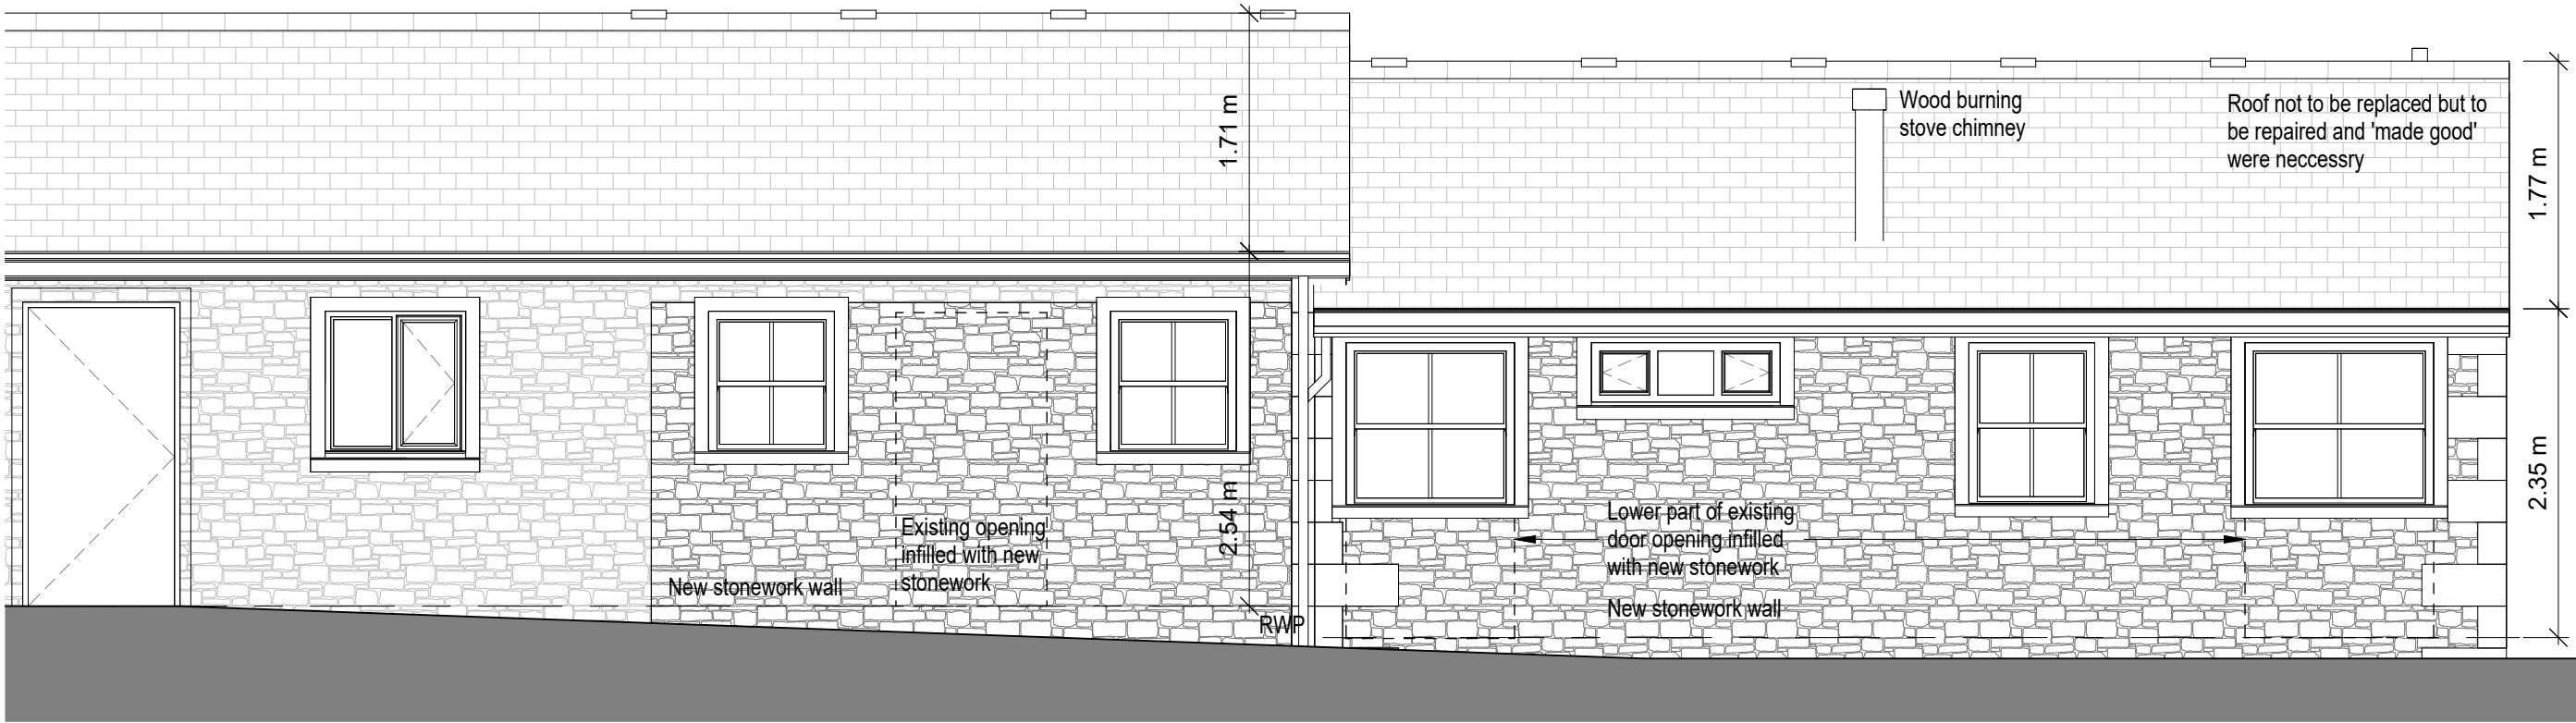 1.71 m
Wood burning
stove chimney
Roof not to be replaced but to
be repaired and 'made good'
were neccessry
1.77 m
2.54 m
Existing opening
infilled with new
stonework
New stonework wall
RWP
Lower part of existing
door opening infilled
with new stonework
New stonework wall
2.35 m